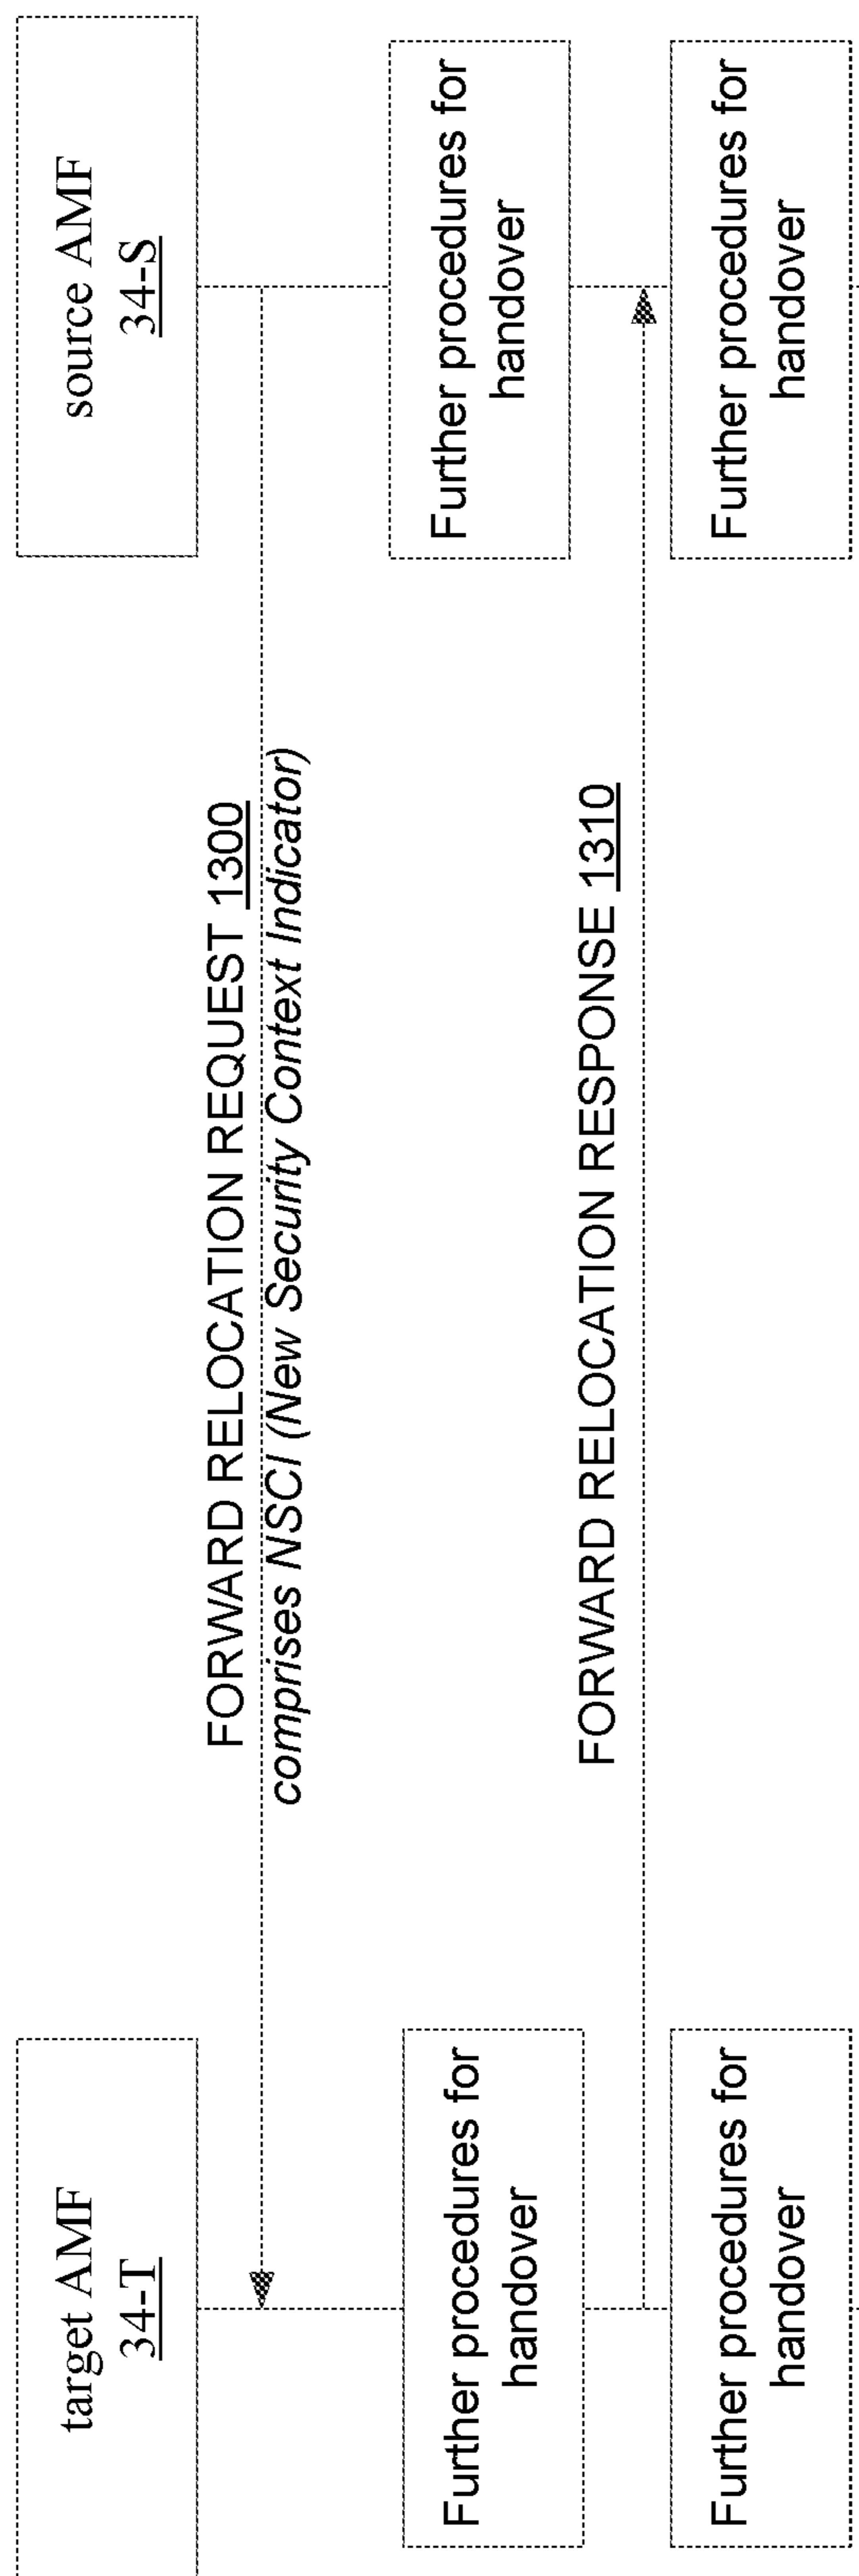 target AMF
34-T
source AMF
34-S
FORWARD RELOCATION REQUEST 1300
comprises NSCI (New Security Context Indicator)
Further procedures for
handover
Further procedures for
handover
FORWARD RELOCATION RESPONSE 1310
Further procedures for
handover
Further procedures for
handover